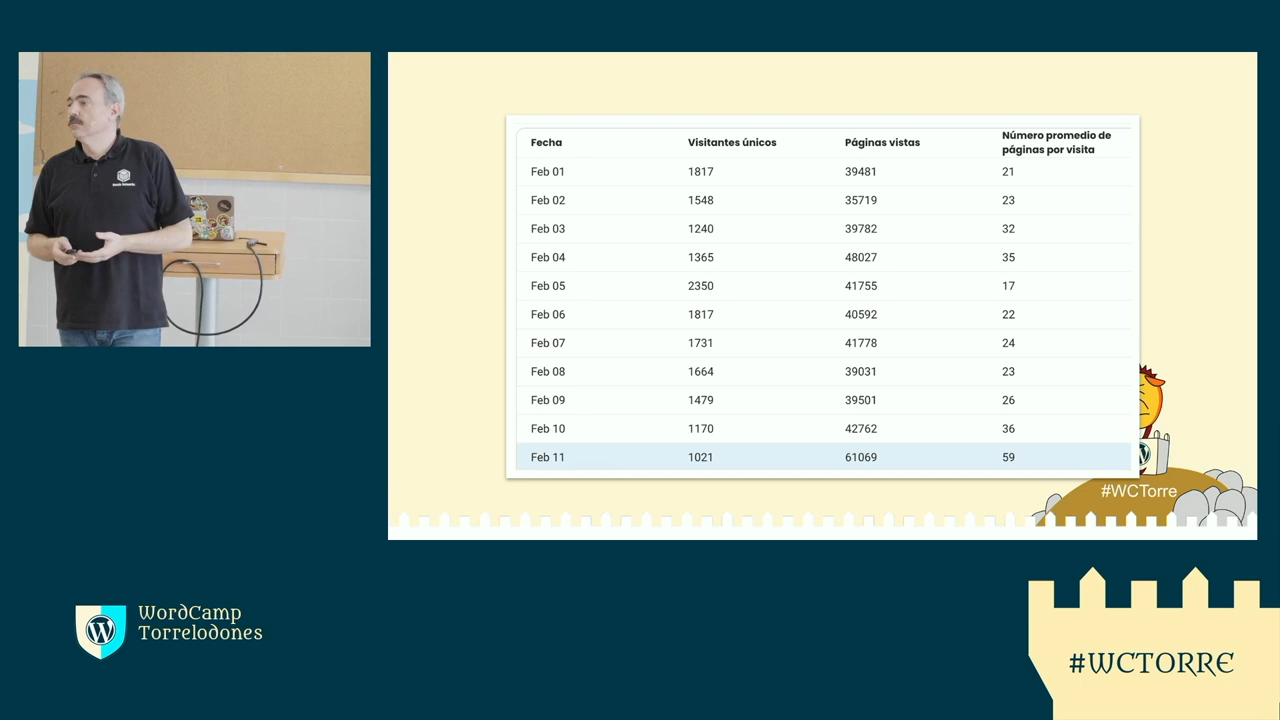 Fecha Visitantes únicos Páginas vistas Número promedio de páginas por visita
Feb 01 1817 39481 21
Feb 02 1548 35719 23
Feb 03 1240 39782 32
Feb 04 1365 48027 35
Feb 05 2350 41755 17
Feb 06 1817 40592 22
Feb 07 1731 41778 24
Feb 08 1664 39031 23
Feb 09 1479 39501 26
Feb 10 1170 42762 36
Feb 11 1021 61069 59
#WCTorre
WordCamp
Torrelodones
#WCTORRE